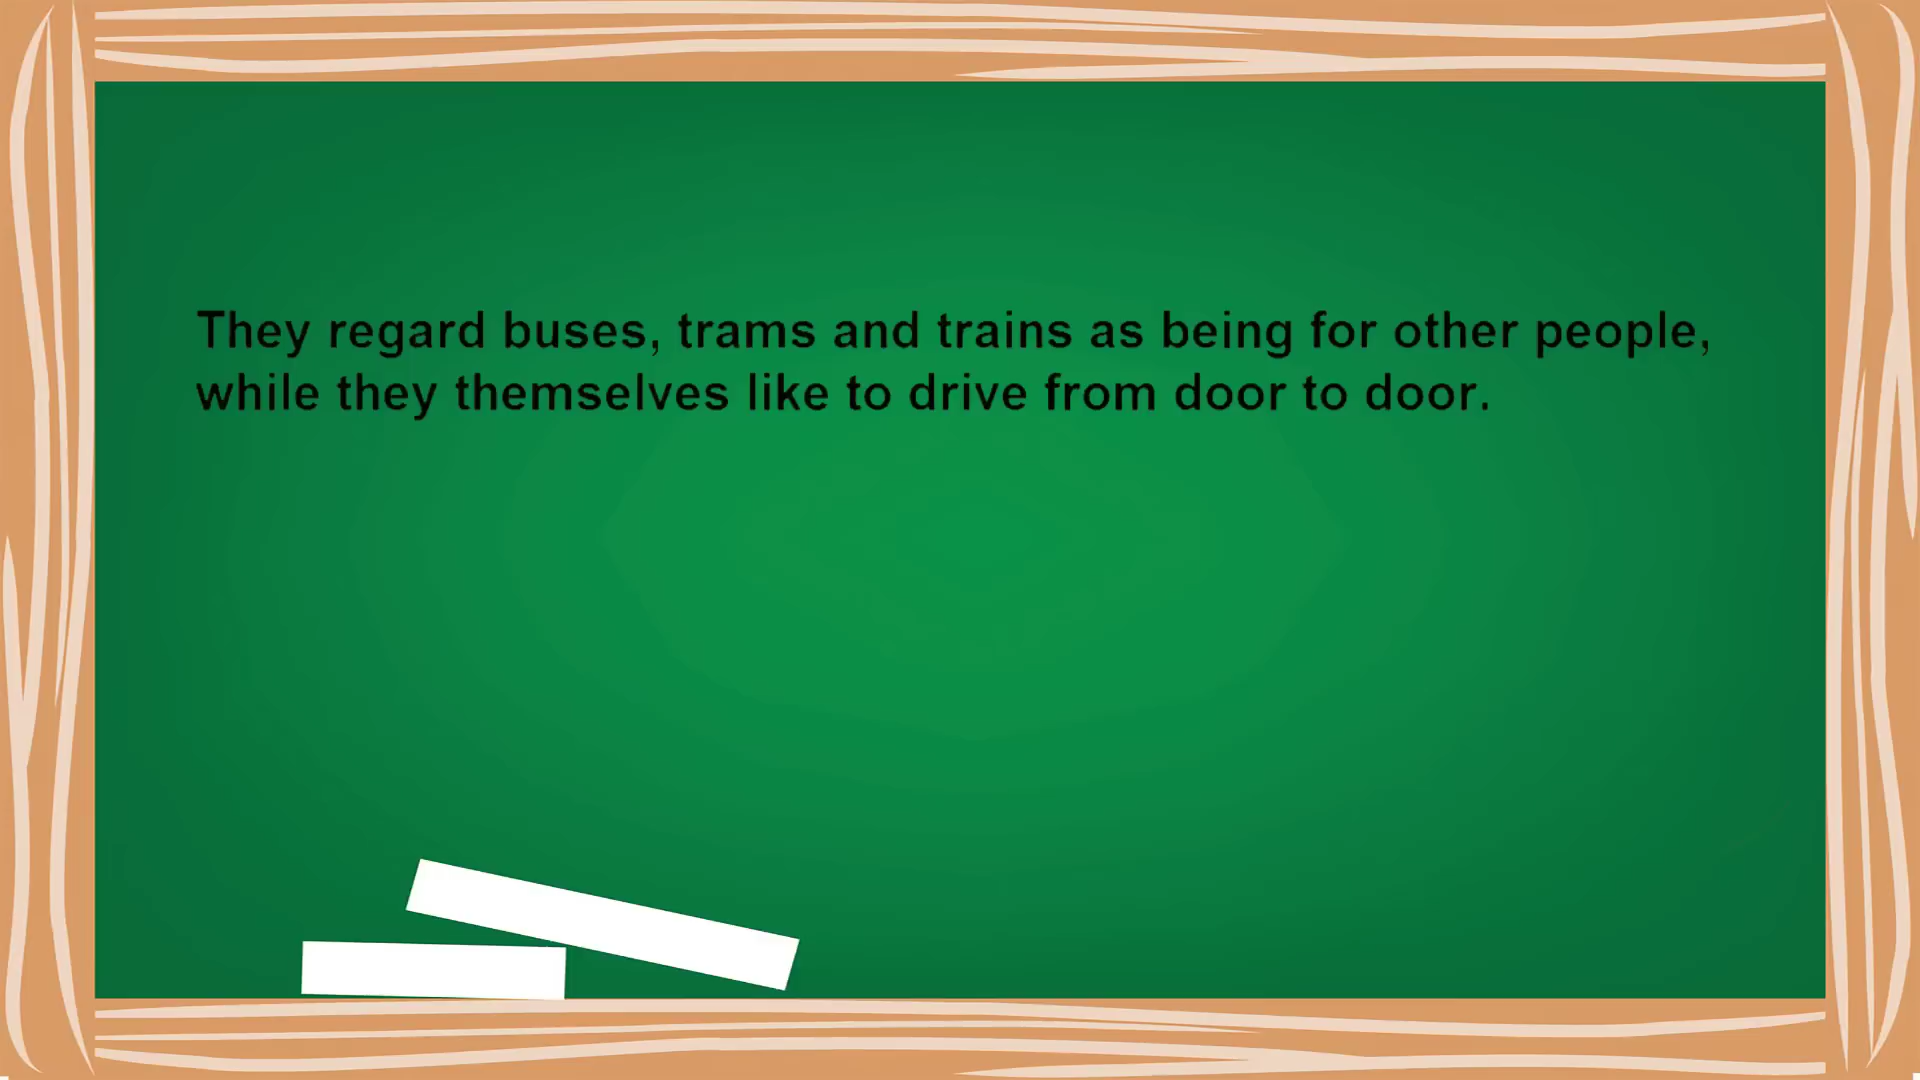 They regard buses, trams and trains as being for other people,
while they themselves like to drive from door to door.